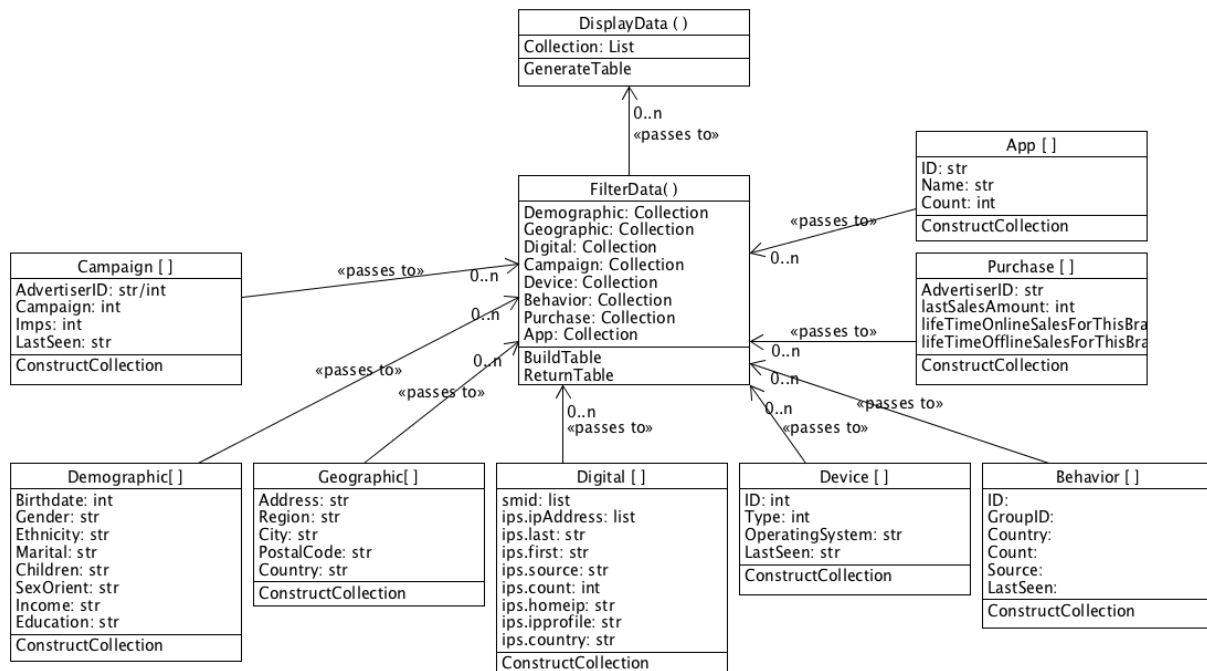 DisplayData ( )
Collection: List
GenerateTable
0..n
«passes to»
App [ ]
ID: str
Name: str
Count: int
ConstructCollection
«passes to»
0..n
FilterData( )
Demographic: Collection
Geographic: Collection
Digital: Collection
Campaign: Collection
Device: Collection
Behavior: Collection
Purchase: Collection
App: Collection
BuildTable
ReturnTable
Campaign [ ]
AdvertiserID: str/int
Campaign: int
Imps: int
LastSeen: str
ConstructCollection
«passes to»
0..n
Purchase [ ]
AdvertiserID: str
lastSalesAmount: int
lifeTimeOnlineSalesForThisBra
lifeTimeOfflineSalesForThisBra
ConstructCollection
«passes to»
0..n
0..n
«passes to»
0..n
«passes to»
0..n
«passes to»
0..n
«passes to»
0..n
«passes to»
Demographic[ ]
Birthdate: int
Gender: str
Ethnicity: str
Marital: str
Children: str
SexOrient: str
Income: str
Education: str
ConstructCollection
Geographic[ ]
Address: str
Region: str
City: str
PostalCode: str
Country: str
ConstructCollection
Digital [ ]
smid: list
ips.ipAddress: list
ips.last: str
ips.first: str
ips.source: str
ips.count: int
ips.homeip: str
ips.ipprofile: str
ips.country: str
ConstructCollection
Device [ ]
ID: int
Type: int
OperatingSystem: str
LastSeen: str
ConstructCollection
Behavior [ ]
ID:
GroupID:
Country:
Count:
Source:
LastSeen:
ConstructCollection